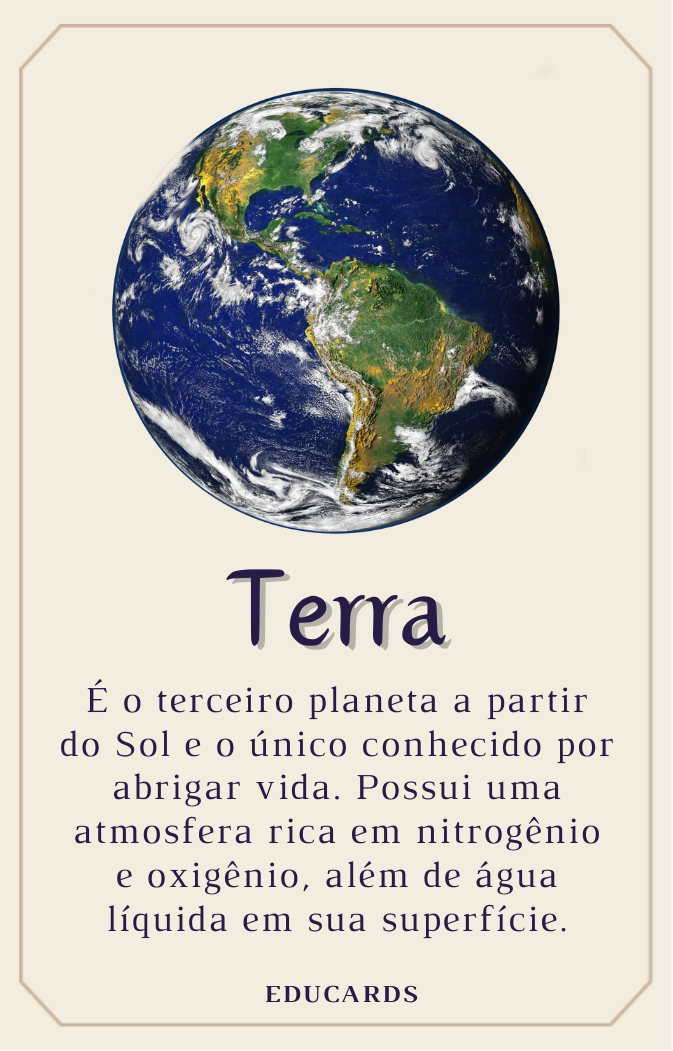 Terra
É o terceiro planeta a partir
do Sol e o único conhecido por
abrigar vida. Possui uma
atmosfera rica em nitrogênio
e oxigênio, além de água
líquida em sua superfície.
EDUCARDS